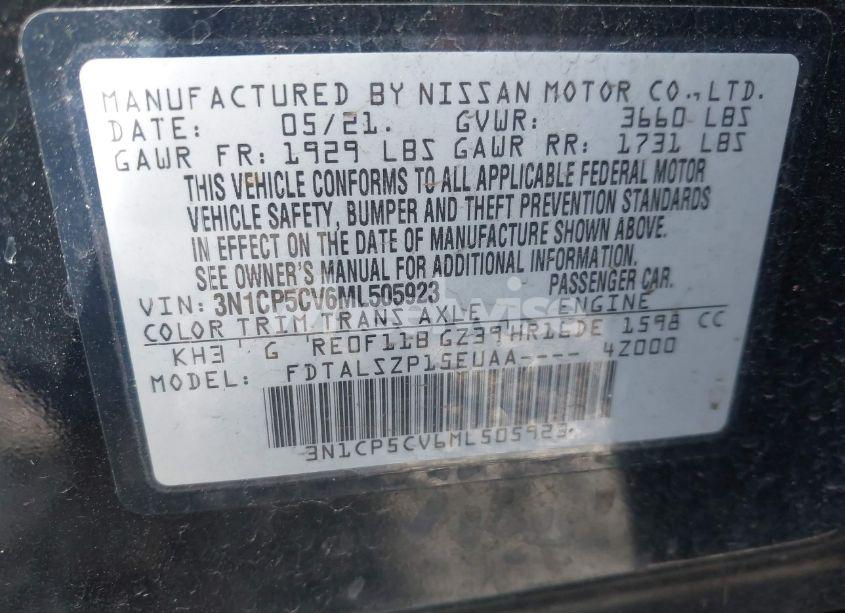 MANUFACTURED BY NISSAN MOTOR CO.,LTD.
DATE: 05/21. GVWR: 3660 LBS
GAWR FR: 1929 LBS GAWR RR: 1731 LBS
THIS VEHICLE CONFORMS TO ALL APPLICABLE FEDERAL MOTOR
VEHICLE SAFETY, BUMPER AND THEFT PREVENTION STANDARDS
IN EFFECT ON THE DATE OF MANUFACTURE SHOWN ABOVE.
SEE OWNER'S MANUAL FOR ADDITIONAL INFORMATION.
VIN: 3N1CP5CV6ML505923 PASSENGER CAR.
COLOR TRIM TRANS AXLE ENGINE
KH3 G RE0F11B GZ39 HR16DE 1598 CC
MODEL: FDTALSZP15EUAA---- 4Z000
3N1CP5CV6ML505923